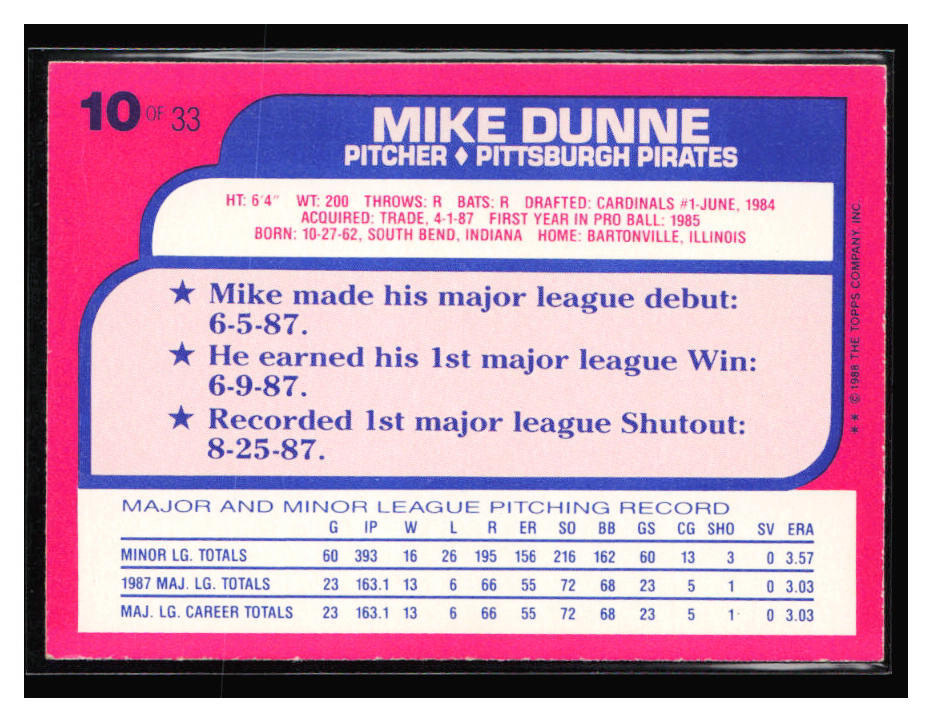 10 OF 33
MIKE DUNNE
PITCHER ♦ PITTSBURGH PIRATES
HT: 6'4" WT: 200 THROWS: R BATS: R DRAFTED: CARDINALS #1-JUNE, 1984
ACQUIRED: TRADE, 4-1-87 FIRST YEAR IN PRO BALL: 1985
BORN: 10-27-62, SOUTH BEND, INDIANA HOME: BARTONVILLE, ILLINOIS
★ Mike made his major league debut:
6-5-87.
★ He earned his 1st major league Win:
6-9-87.
★ Recorded 1st major league Shutout:
8-25-87.
* * © 1988 THE TOPPS COMPANY, INC.
MAJOR AND MINOR LEAGUE PITCHING RECORD
G IP W L R ER SO BB GS CG SHO SV ERA
MINOR LG. TOTALS 60 393 16 26 195 156 216 162 60 13 3 0 3.57
1987 MAJ. LG. TOTALS 23 163.1 13 6 66 55 72 68 23 5 1 0 3.03
MAJ. LG. CAREER TOTALS 23 163.1 13 6 66 55 72 68 23 5 1 0 3.03